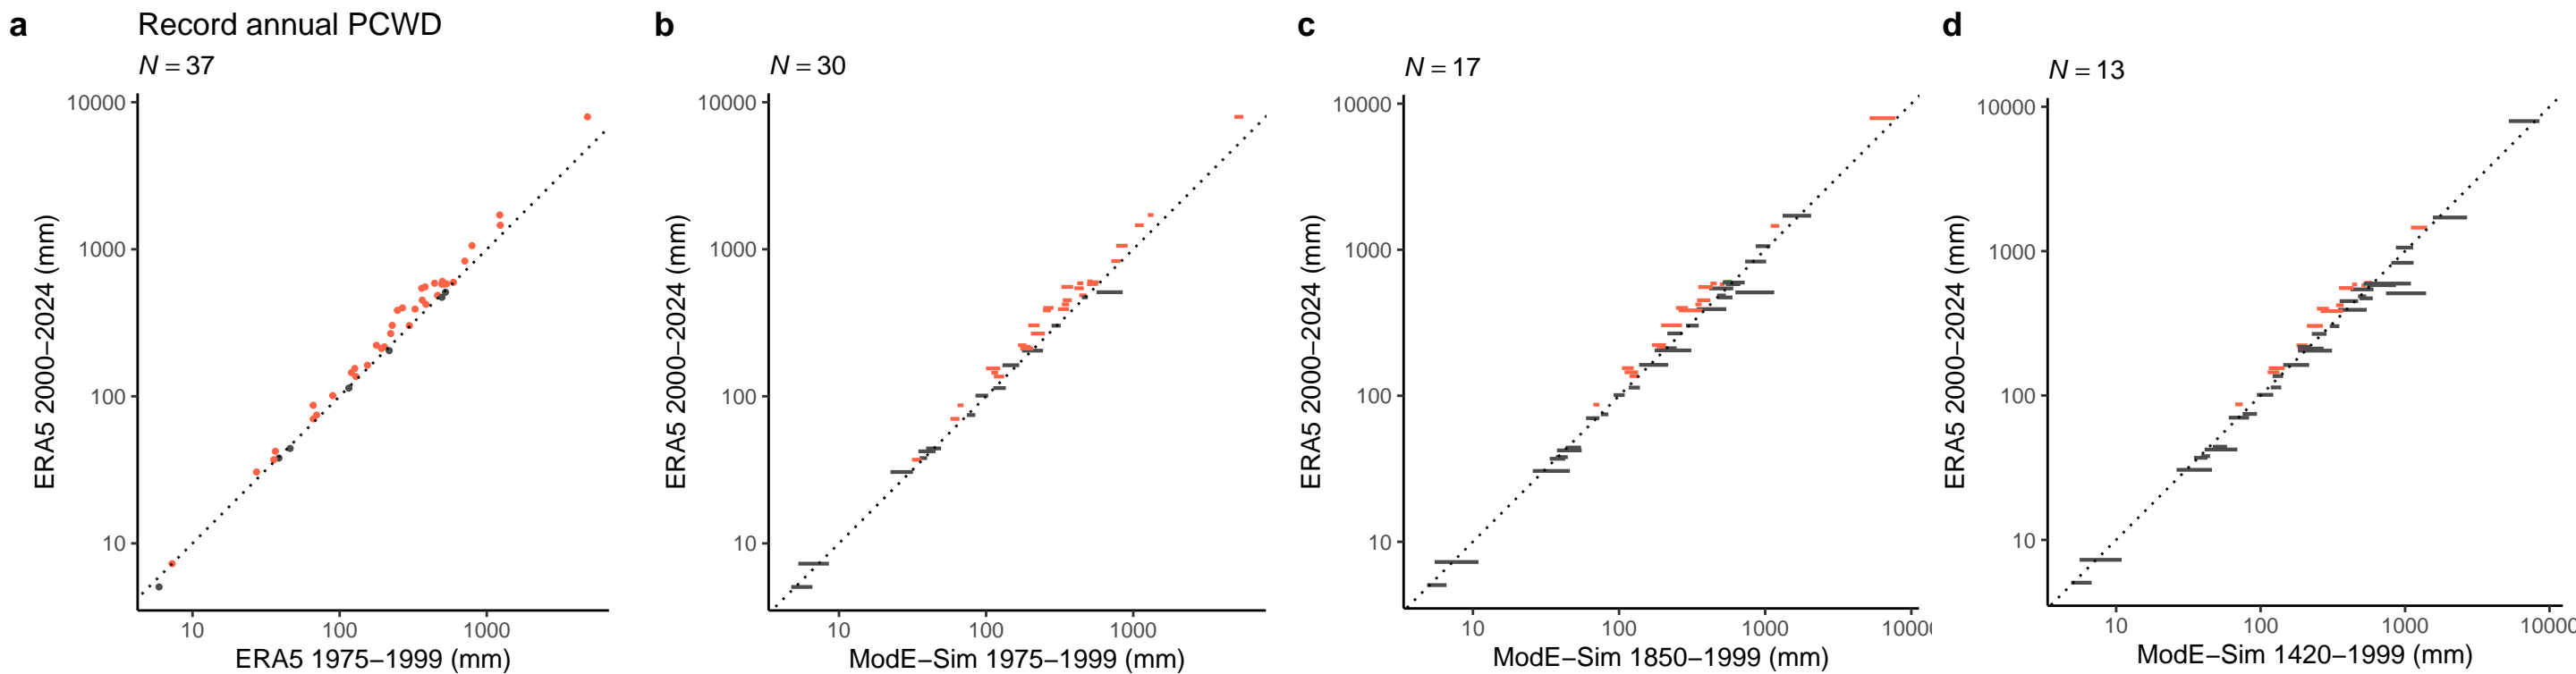 a
Record annual PCWD
N = 37
10000
1000
100
10
ERA5 2000–2024 (mm)
10
100
1000
ERA5 1975–1999 (mm)
b
N = 30
10000
1000
100
10
ERA5 2000–2024 (mm)
10
100
1000
ModE−Sim 1975–1999 (mm)
c
N = 17
10000
1000
100
10
ERA5 2000–2024 (mm)
10
100
1000
1000
ModE−Sim 1850–1999 (mm)
d
N = 13
10000
1000
100
10
ERA5 2000–2024 (mm)
10
100
1000
10000
ModE−Sim 1420–1999 (mm)